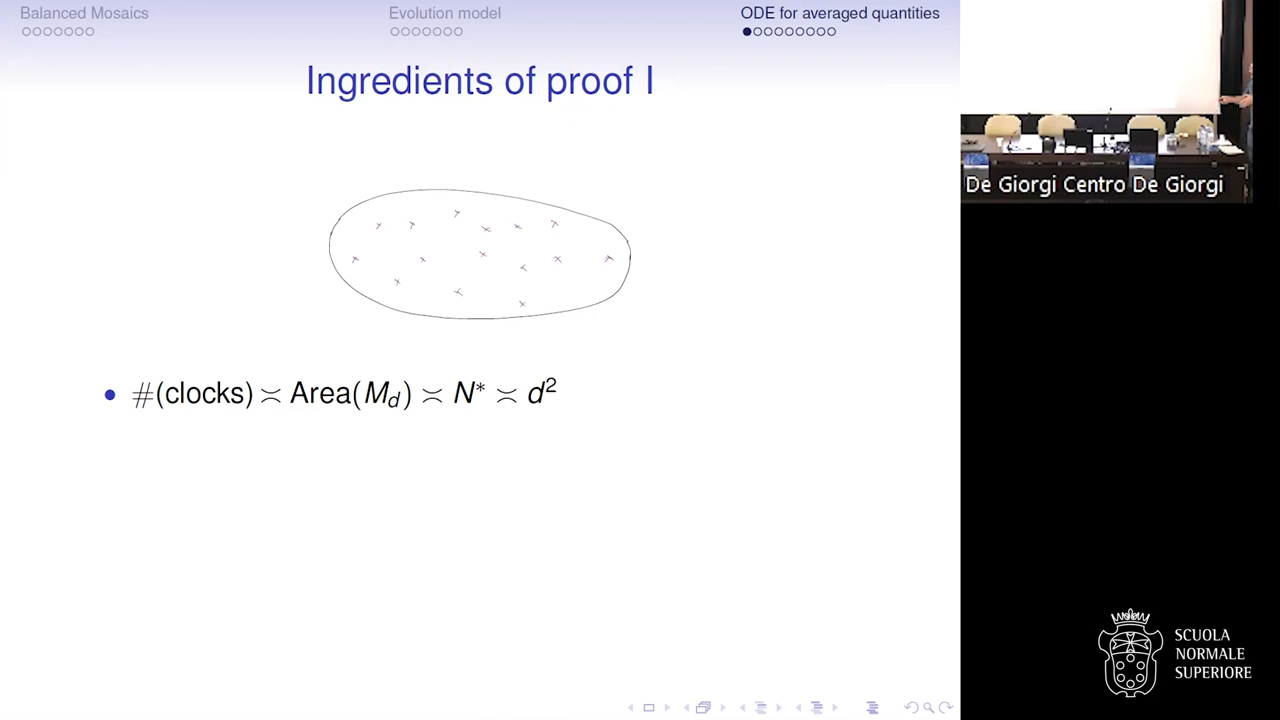 Balanced Mosaics
Evolution model
ODE for averaged quantities
Ingredients of proof I
#(clocks) ≍ Area(M_d) ≍ N* ≍ d²
De Giorgi Centro De Giorgi
SCUOLA
NORMALE
SUPERIORE